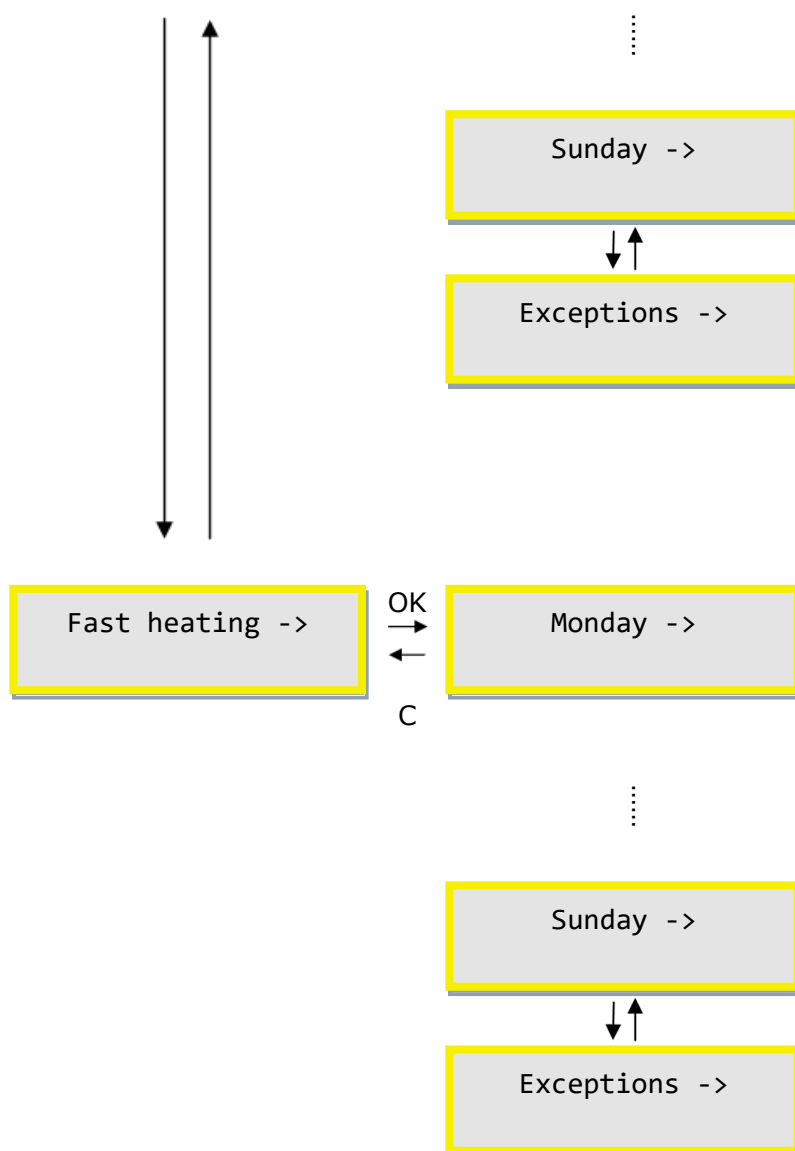 Sunday ->
Exceptions ->
Fast heating ->
OK
Monday ->
C
Sunday ->
Exceptions ->